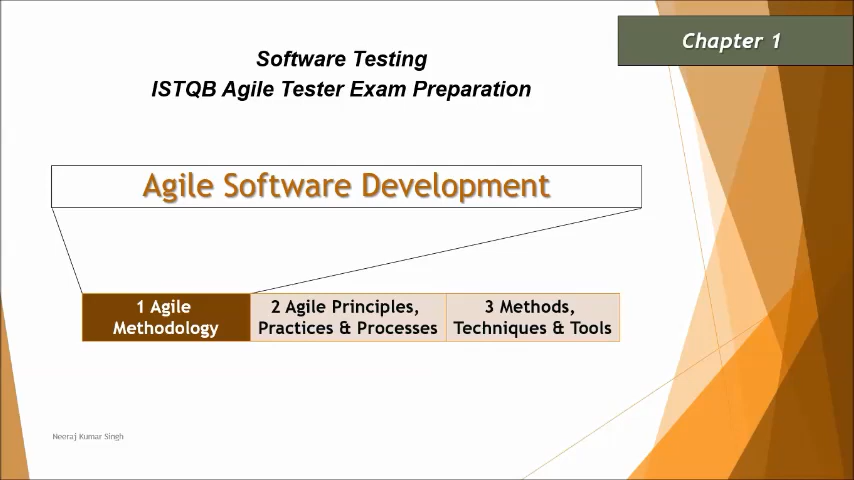 Chapter 1
Software Testing
ISTQB Agile Tester Exam Preparation
Agile Software Development
1 Agile
Methodology
2 Agile Principles,
Practices & Processes
3 Methods,
Techniques & Tools
Neeraj Kumar Singh